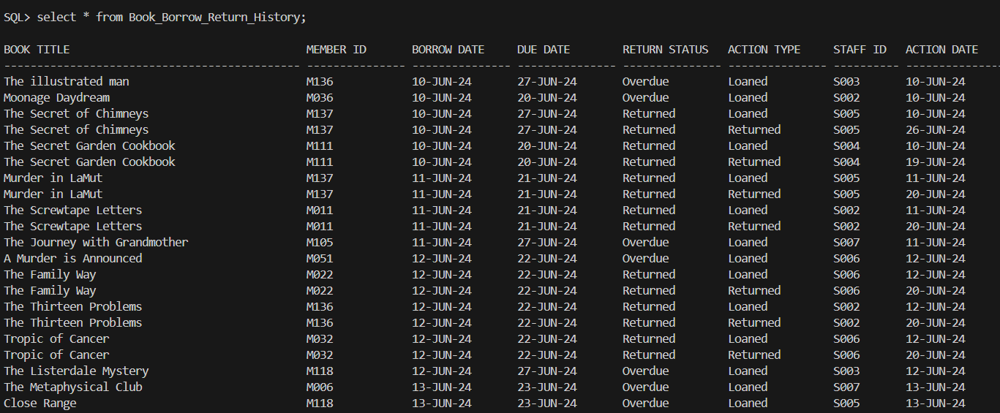 SQL> select * from Book_Borrow_Return_History;
BOOK TITLE MEMBER ID BORROW DATE DUE DATE RETURN STATUS ACTION TYPE STAFF ID ACTION DATE
--------------------------------------------- --------------- --------------- --------------- --------------- --------------- ---------- ---------------
The illustrated man M136 10-JUN-24 27-JUN-24 Overdue Loaned S003 10-JUN-24
Moonage Daydream M036 10-JUN-24 20-JUN-24 Overdue Loaned S002 10-JUN-24
The Secret of Chimneys M137 10-JUN-24 27-JUN-24 Returned Loaned S005 10-JUN-24
The Secret of Chimneys M137 10-JUN-24 27-JUN-24 Returned Returned S005 26-JUN-24
The Secret Garden Cookbook M111 10-JUN-24 20-JUN-24 Returned Loaned S004 10-JUN-24
The Secret Garden Cookbook M111 10-JUN-24 20-JUN-24 Returned Returned S004 19-JUN-24
Murder in LaMut M137 11-JUN-24 21-JUN-24 Returned Loaned S005 11-JUN-24
Murder in LaMut M137 11-JUN-24 21-JUN-24 Returned Returned S005 20-JUN-24
The Screwtape Letters M011 11-JUN-24 21-JUN-24 Returned Loaned S002 11-JUN-24
The Screwtape Letters M011 11-JUN-24 21-JUN-24 Returned Returned S002 20-JUN-24
The Journey with Grandmother M105 11-JUN-24 27-JUN-24 Overdue Loaned S007 11-JUN-24
A Murder is Announced M051 12-JUN-24 22-JUN-24 Overdue Loaned S006 12-JUN-24
The Family Way M022 12-JUN-24 22-JUN-24 Returned Loaned S006 12-JUN-24
The Family Way M022 12-JUN-24 22-JUN-24 Returned Returned S006 20-JUN-24
The Thirteen Problems M136 12-JUN-24 22-JUN-24 Returned Loaned S002 12-JUN-24
The Thirteen Problems M136 12-JUN-24 22-JUN-24 Returned Returned S002 20-JUN-24
Tropic of Cancer M032 12-JUN-24 22-JUN-24 Returned Loaned S006 12-JUN-24
Tropic of Cancer M032 12-JUN-24 22-JUN-24 Returned Returned S006 20-JUN-24
The Listerdale Mystery M118 12-JUN-24 27-JUN-24 Overdue Loaned S003 12-JUN-24
The Metaphysical Club M006 13-JUN-24 23-JUN-24 Overdue Loaned S007 13-JUN-24
Close Range M118 13-JUN-24 23-JUN-24 Overdue Loaned S005 13-JUN-24